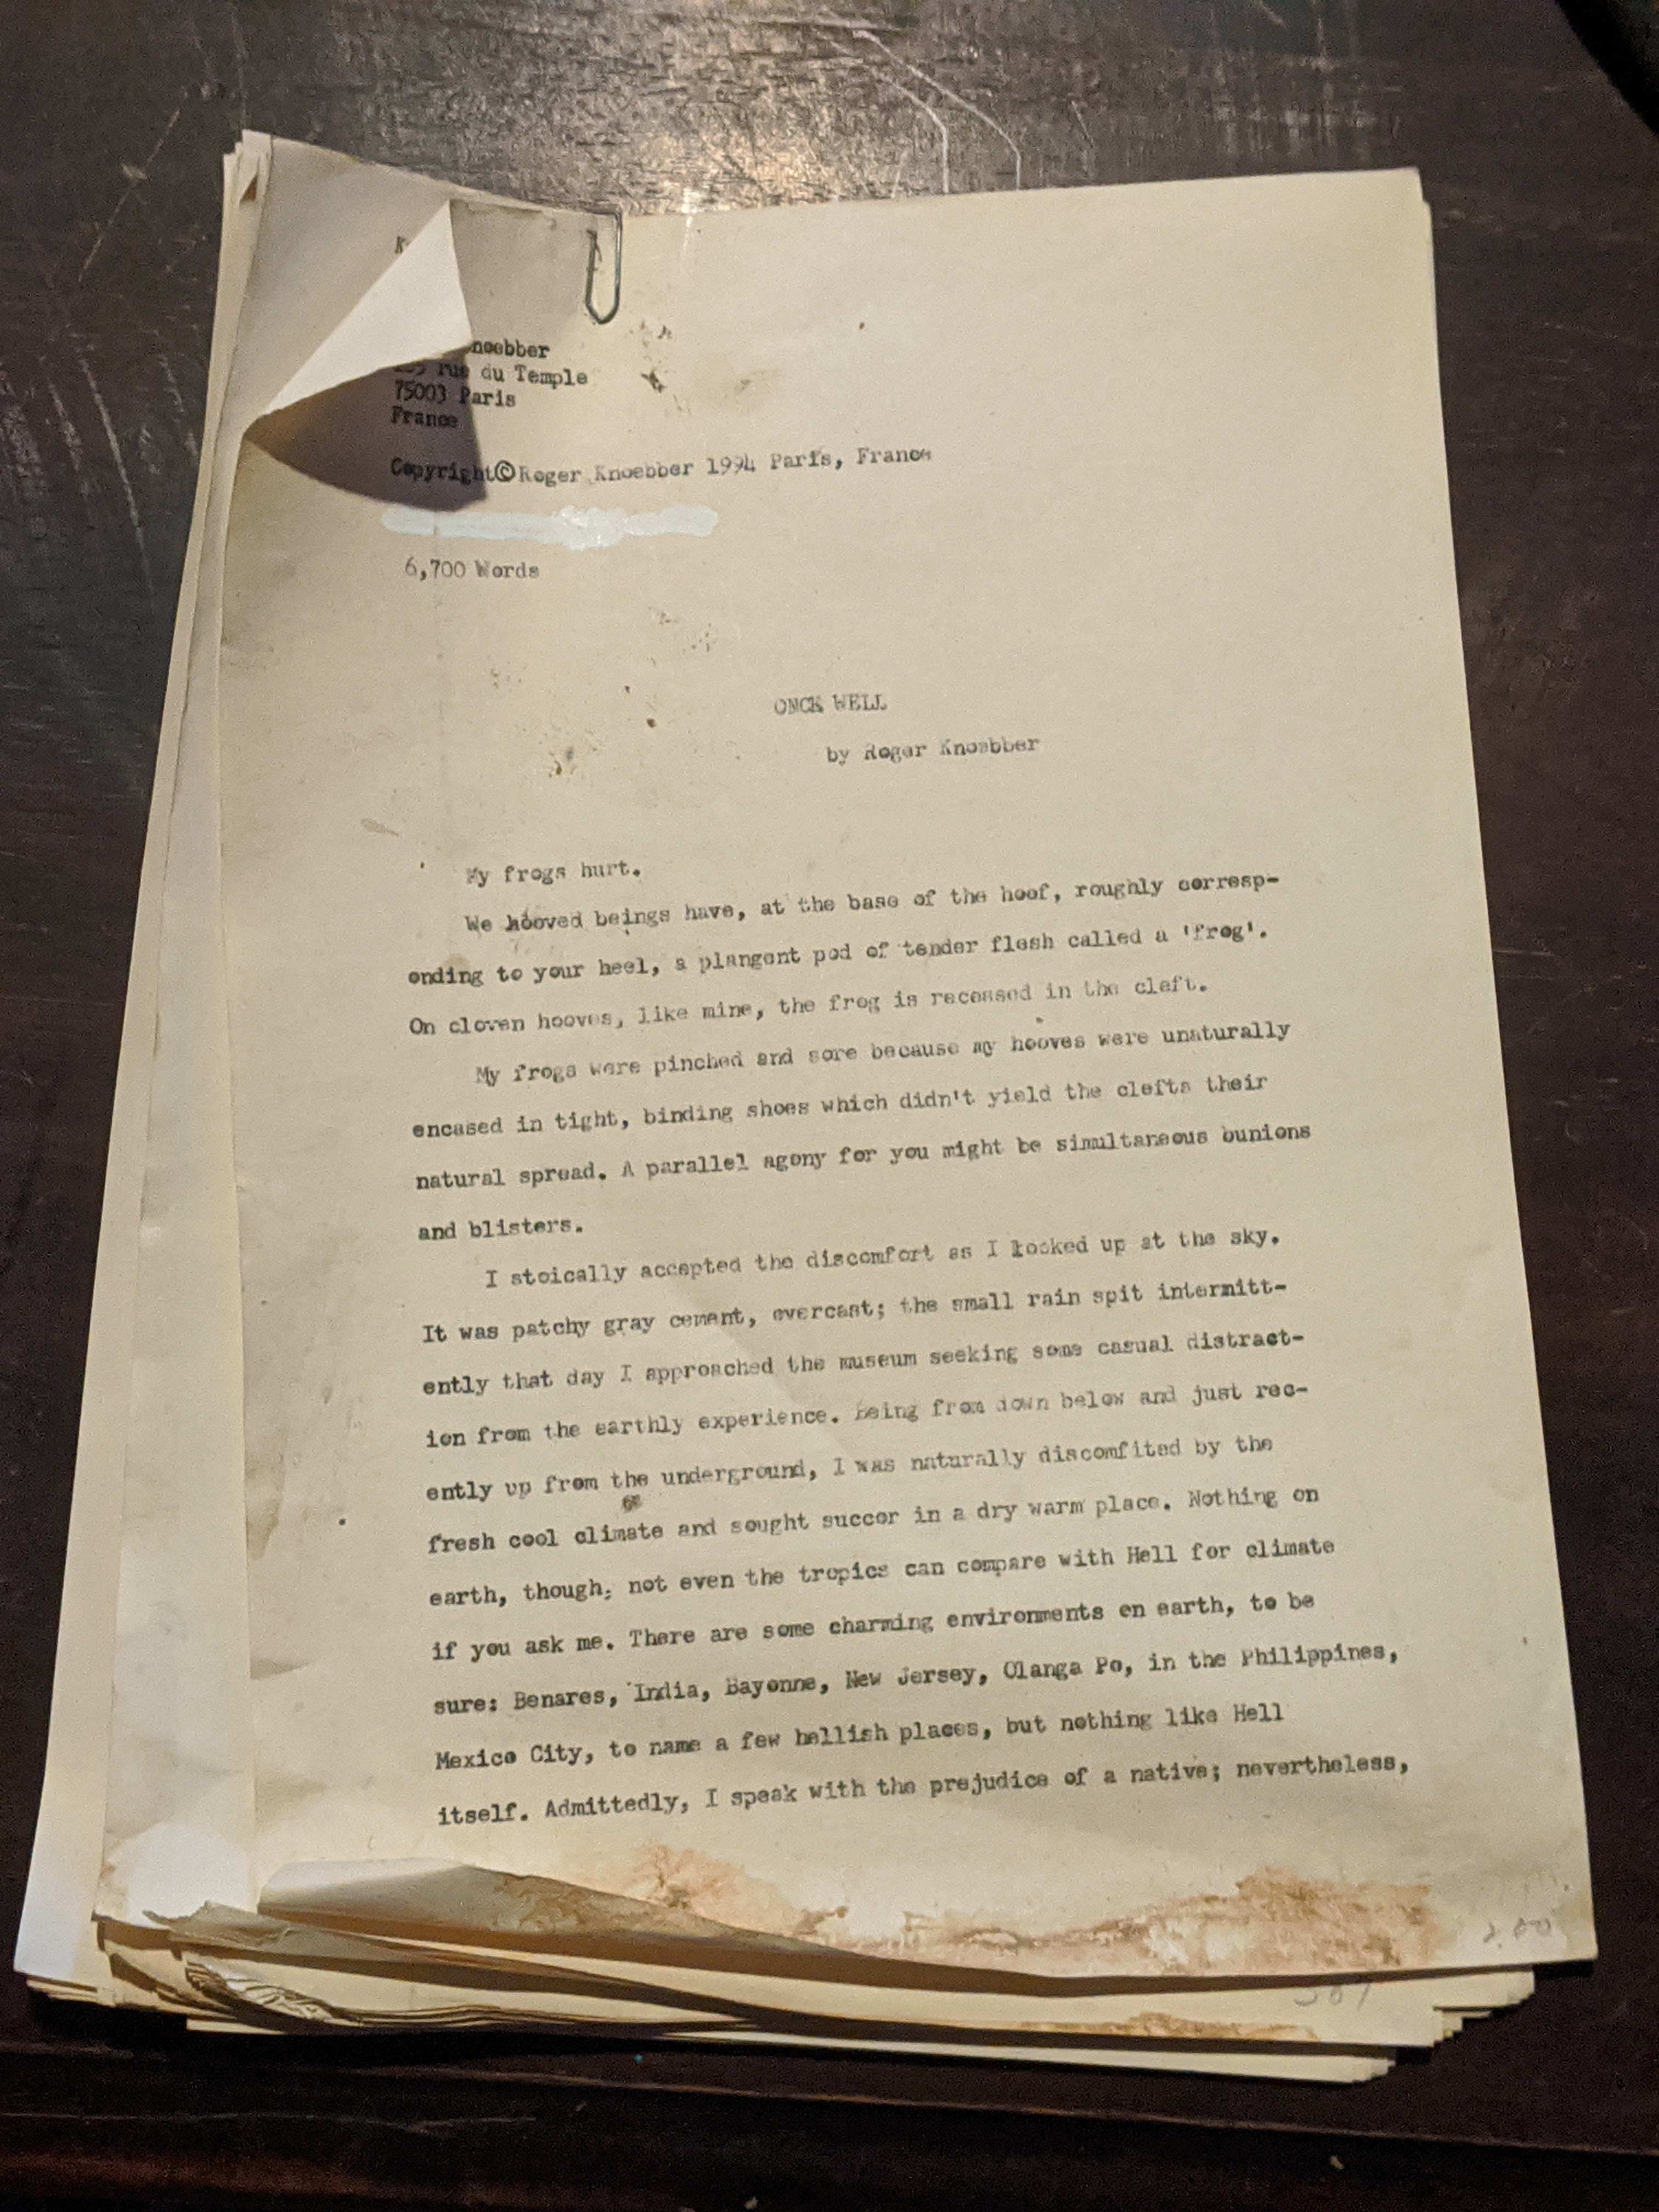 noebber
rue du Temple
75003 Paris
France
Copyright © Roger Knoebber 1994 Paris, France
6,700 Words
ONCK WELL
by Roger Knoebber
My frogs hurt.
We hooved beings have, at the base of the hoof, roughly corresp-
onding to your heel, a plangent pod of tender flesh called a 'frog'.
On cloven hooves, like mine, the frog is recessed in the cleft.
My frogs were pinched and sore because my hooves were unaturally
encased in tight, binding shoes which didn't yield the clefts their
natural spread. A parallel agony for you might be simultaneous bunions
and blisters.
I stoically accepted the discomfort as I looked up at the sky.
It was patchy gray cement, overcast; the small rain spit intermitt-
ently that day I approached the museum seeking some casual distract-
ion from the earthly experience. Being from down below and just rec-
ently up from the underground, I was naturally discomfited by the
fresh cool climate and sought succor in a dry warm place. Nothing on
earth, though, not even the tropics can compare with Hell for climate
if you ask me. There are some charming environments on earth, to be
sure: Benares, India, Bayonne, New Jersey, Olanga Po, in the Philippines,
Mexico City, to name a few hellish places, but nothing like Hell
itself. Admittedly, I speak with the prejudice of a native; nevertheless,